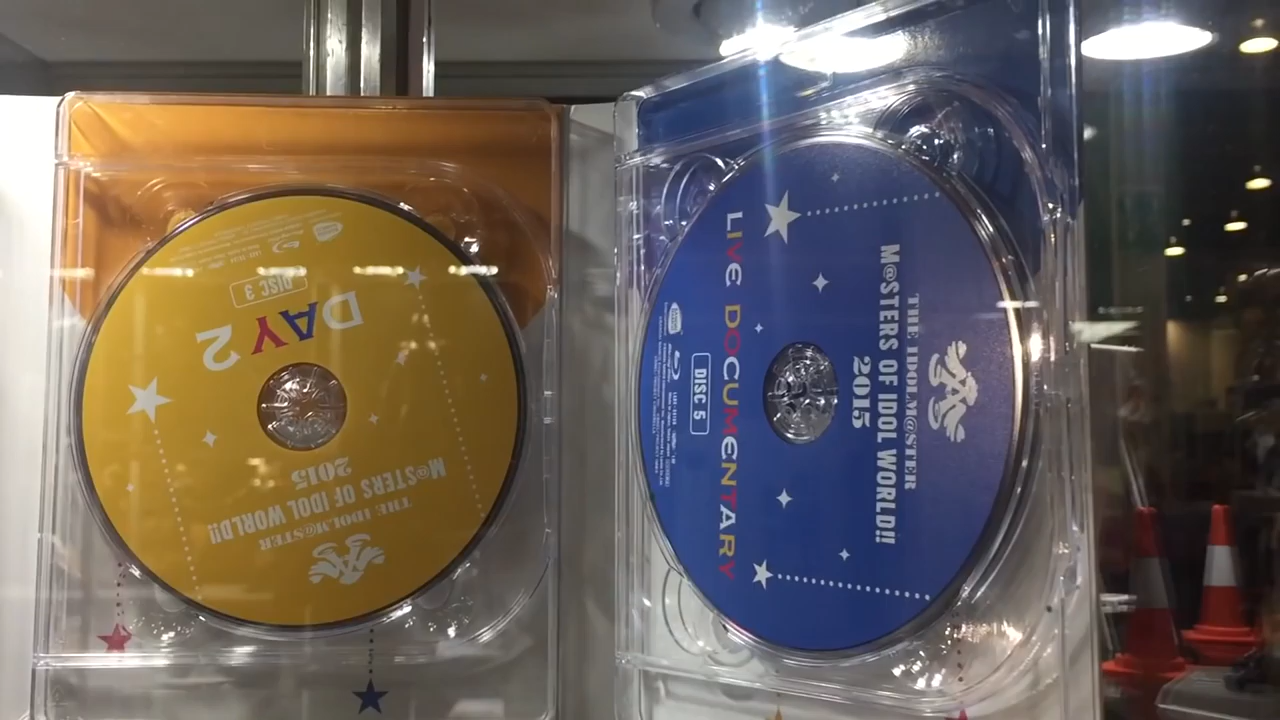 THE IDOLM@STER
M@STERS OF IDOL WORLD!!
2015
DAY 2
DISC 3
THE IDOLM@STER
M@STERS OF IDOL WORLD!!
2015
LIVE DOCUMENTARY
DISC 5